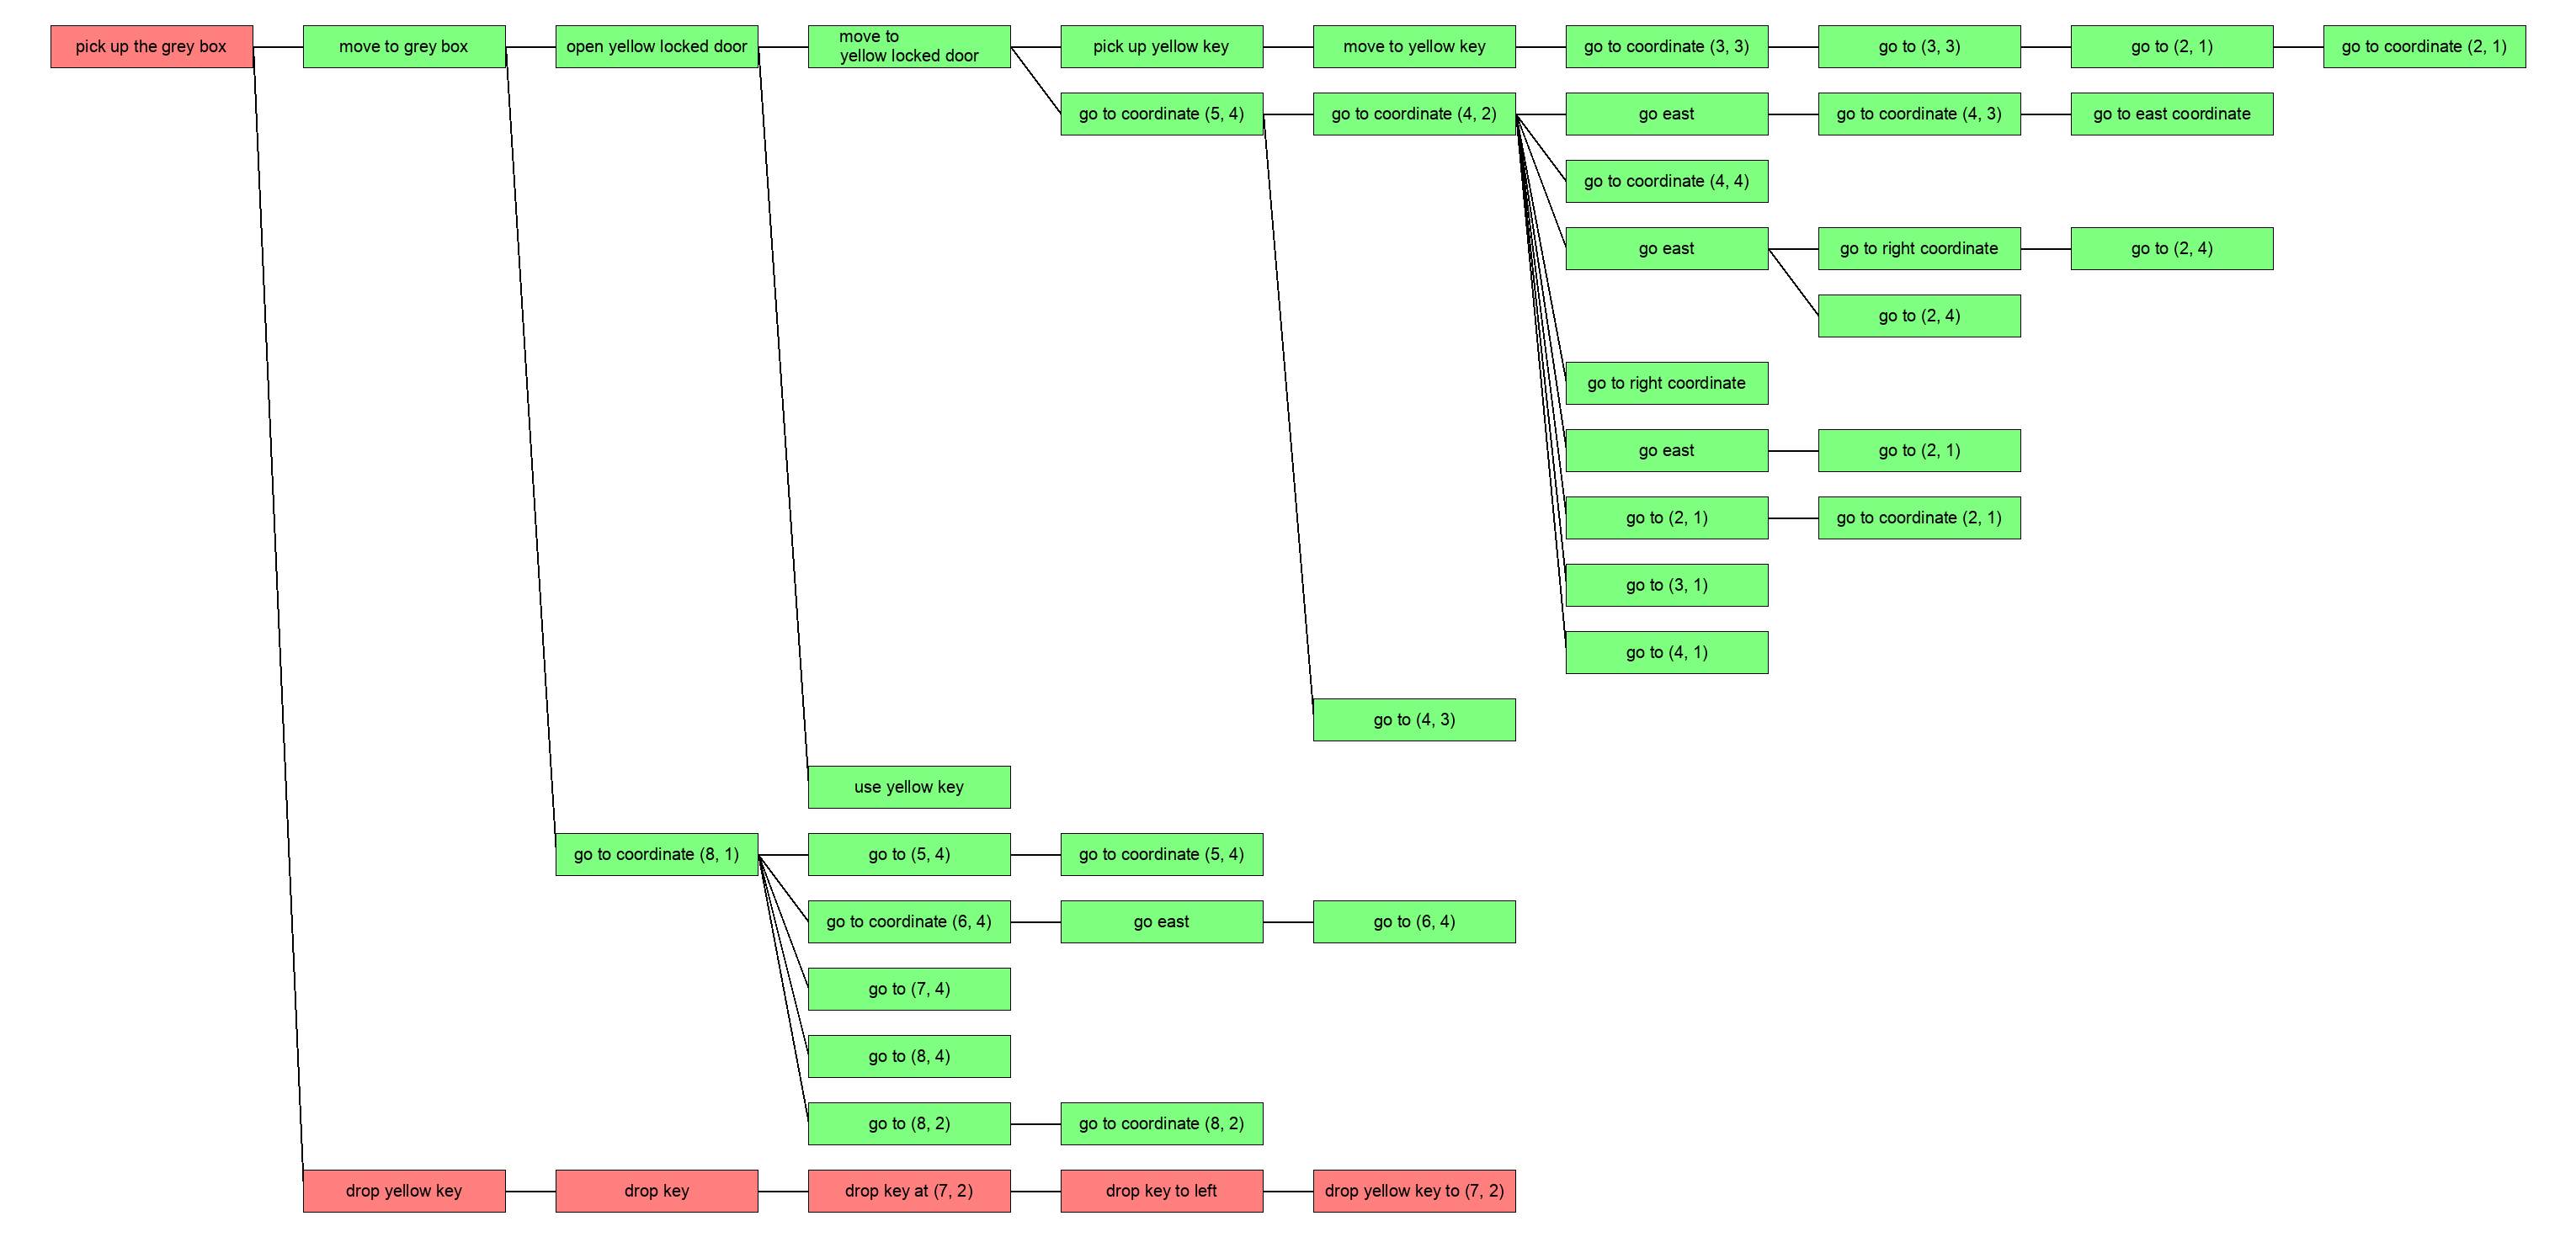 pick up the grey box
move to grey box
open yellow locked door
move to
yellow locked door
pick up yellow key
move to yellow key
go to coordinate (3, 3)
go to (3, 3)
go to (2, 1)
go to coordinate (2, 1)
go to coordinate (5, 4)
go to coordinate (4, 2)
go east
go to coordinate (4, 3)
go to east coordinate
go to coordinate (4, 4)
go east
go to right coordinate
go to (2, 4)
go to (2, 4)
go to right coordinate
go east
go to (2, 1)
go to (2, 1)
go to coordinate (2, 1)
go to (3, 1)
go to (4, 1)
go to (4, 3)
use yellow key
go to coordinate (8, 1)
go to (5, 4)
go to coordinate (5, 4)
go to coordinate (6, 4)
go east
go to (6, 4)
go to (7, 4)
go to (8, 4)
go to (8, 2)
go to coordinate (8, 2)
drop yellow key
drop key
drop key at (7, 2)
drop key to left
drop yellow key to (7, 2)